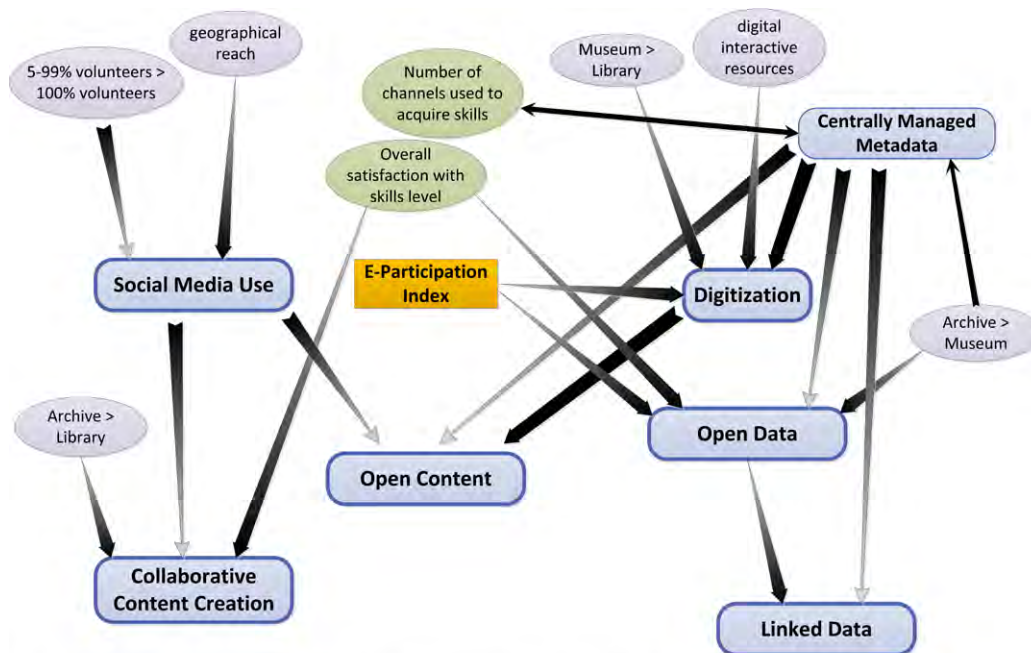 geographical
reach
5-99% volunteers >
100% volunteers
Number of
channels used to
acquire skills
Museum >
Library
digital
interactive
resources
Centrally Managed
Metadata
Overall
satisfaction with
skills level
Social Media Use
E-Participation
Index
Digitization
Archive >
Museum
Archive >
Library
Open Content
Open Data
Collaborative
Content Creation
Linked Data